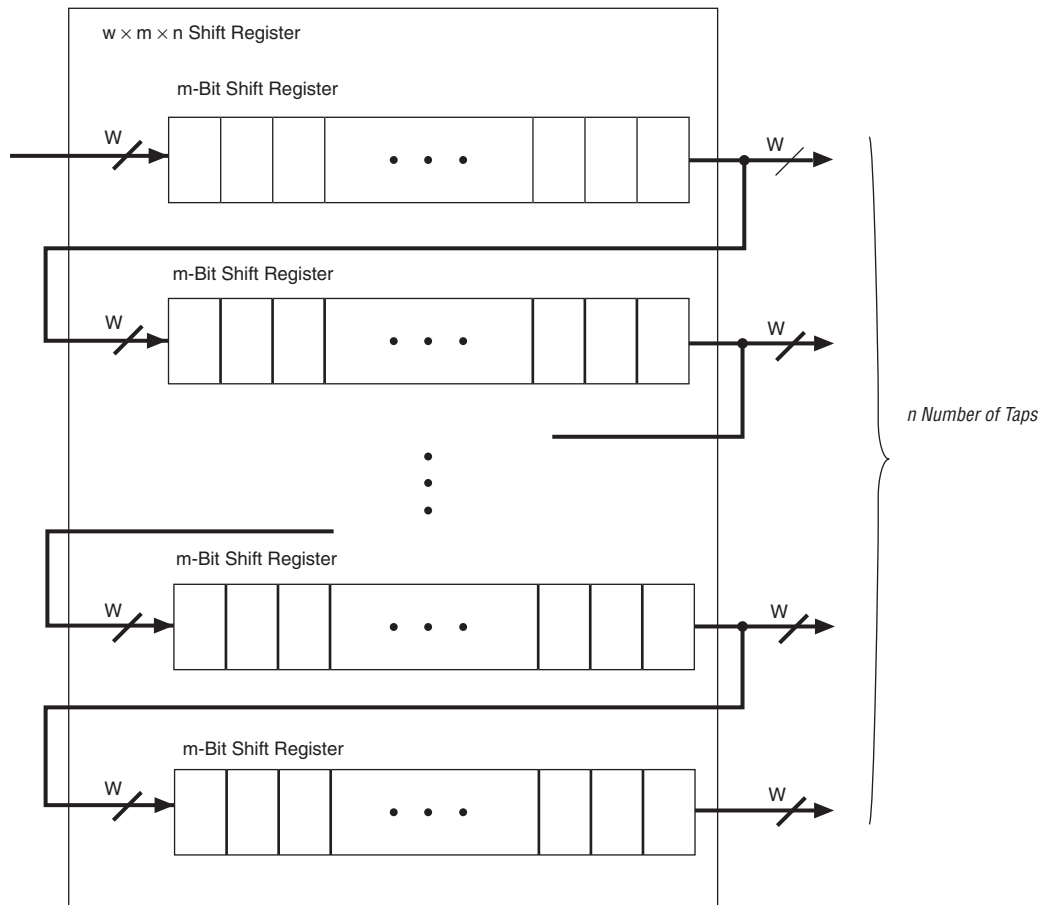 w × m × n Shift Register
m-Bit Shift Register
W
W
m-Bit Shift Register
W
W
n Number of Taps
m-Bit Shift Register
W
W
m-Bit Shift Register
W
W